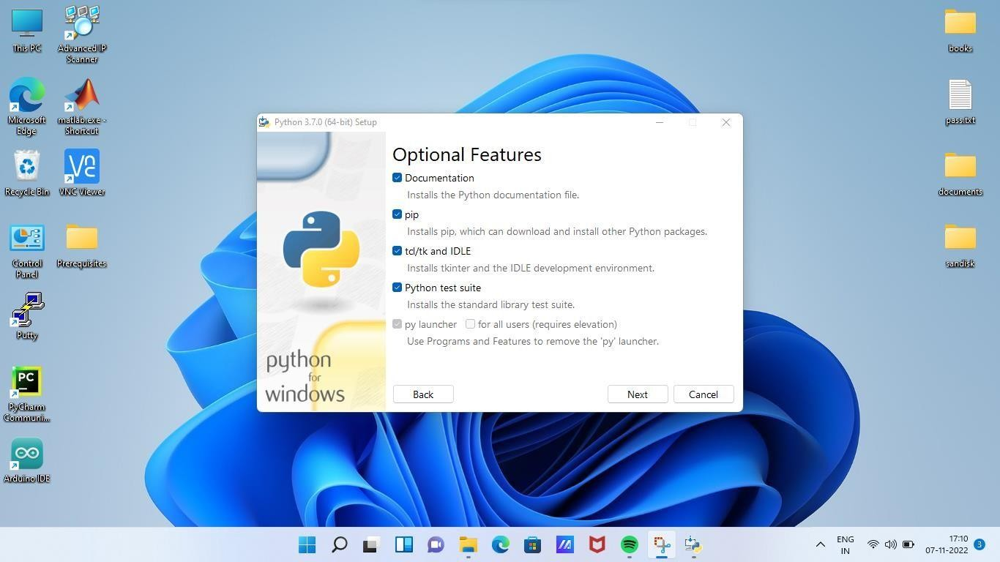 This PC
Advanced IP
Scanner
books
Microsoft
Edge
matlab.exe -
Shortcut
pass.txt
Recycle Bin
VNC Viewer
documents
Control
Panel
Prerequisites
sandisk
Putty
PC
PyCharm
Communi...
Arduino IDE
Python 3.7.0 (64-bit) Setup
Optional Features
Documentation
Installs the Python documentation file.
pip
Installs pip, which can download and install other Python packages.
tcl/tk and IDLE
Installs tkinter and the IDLE development environment.
Python test suite
Installs the standard library test suite.
py launcher for all users (requires elevation)
Use Programs and Features to remove the 'py' launcher.
python
for
windows
Back
Next
Cancel
ENG
IN
17:10
07-11-2022
3